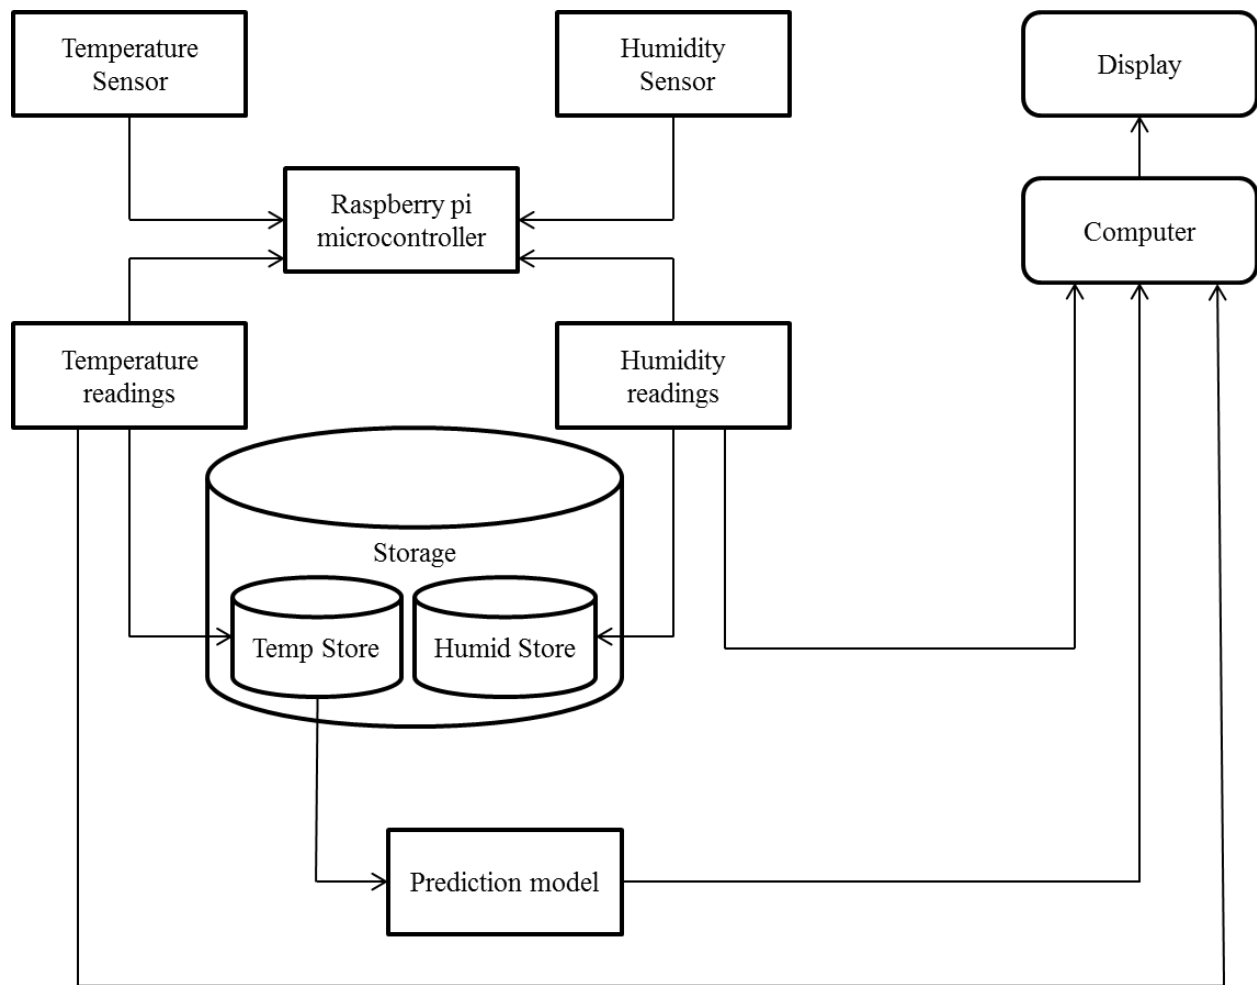 Temperature
Sensor
Humidity
Sensor
Display
Raspberry pi
microcontroller
Computer
Temperature
readings
Humidity
readings
Storage
Temp Store
Humid Store
Prediction model